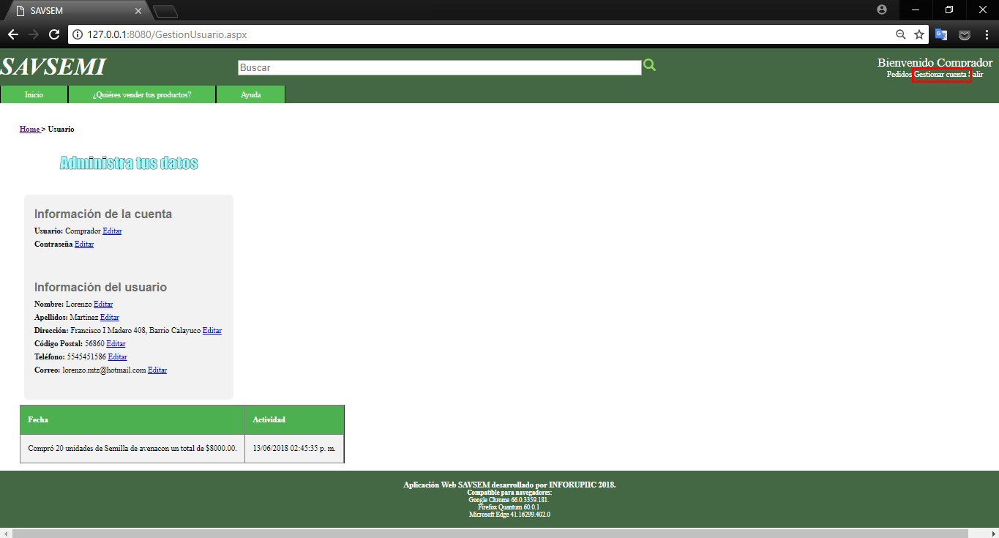 SAVSEM
127.0.0.1:8080/GestionUsuario.aspx
SAVSEMI
Buscar
Bienvenido Comprador
Pedidos Gestionar cuenta Salir
Inicio
¿Quiéres vender tus productos?
Ayuda
Home > Usuario
Administra tus datos
Información de la cuenta
Usuario: Comprador Editar
Contraseña Editar
Información del usuario
Nombre: Lorenzo Editar
Apellidos: Martinez Editar
Dirección: Francisco I Madero 408, Barrio Calayuco Editar
Código Postal: 56860 Editar
Teléfono: 5545451586 Editar
Correo: lorenzo.mtz@hotmail.com Editar
Fecha Actividad
Compró 20 unidades de Semilla de avenacon un total de $8000.00. 13/06/2018 02:45:35 p. m.
Aplicación Web SAVSEM desarrollado por INFORUPIIC 2018.
Compatible para navegadores:
Google Chrome 66.0.3359.181.
Firefox Quantum 60.0.1
Microsoft Edge 41.16299.402.0